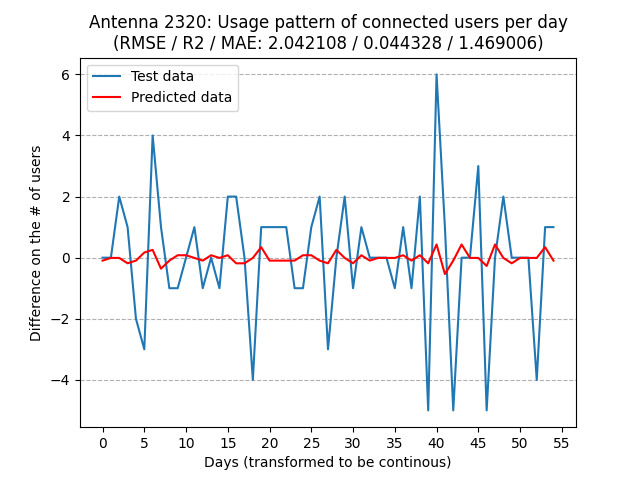 Antenna 2320: Usage pattern of connected users per day
(RMSE / R2 / MAE: 2.042108 / 0.044328 / 1.469006)
Test data
Predicted data
Difference on the # of users
6
4
2
0
−2
−4
0 5 10 15 20 25 30 35 40 45 50 55
Days (transformed to be continous)